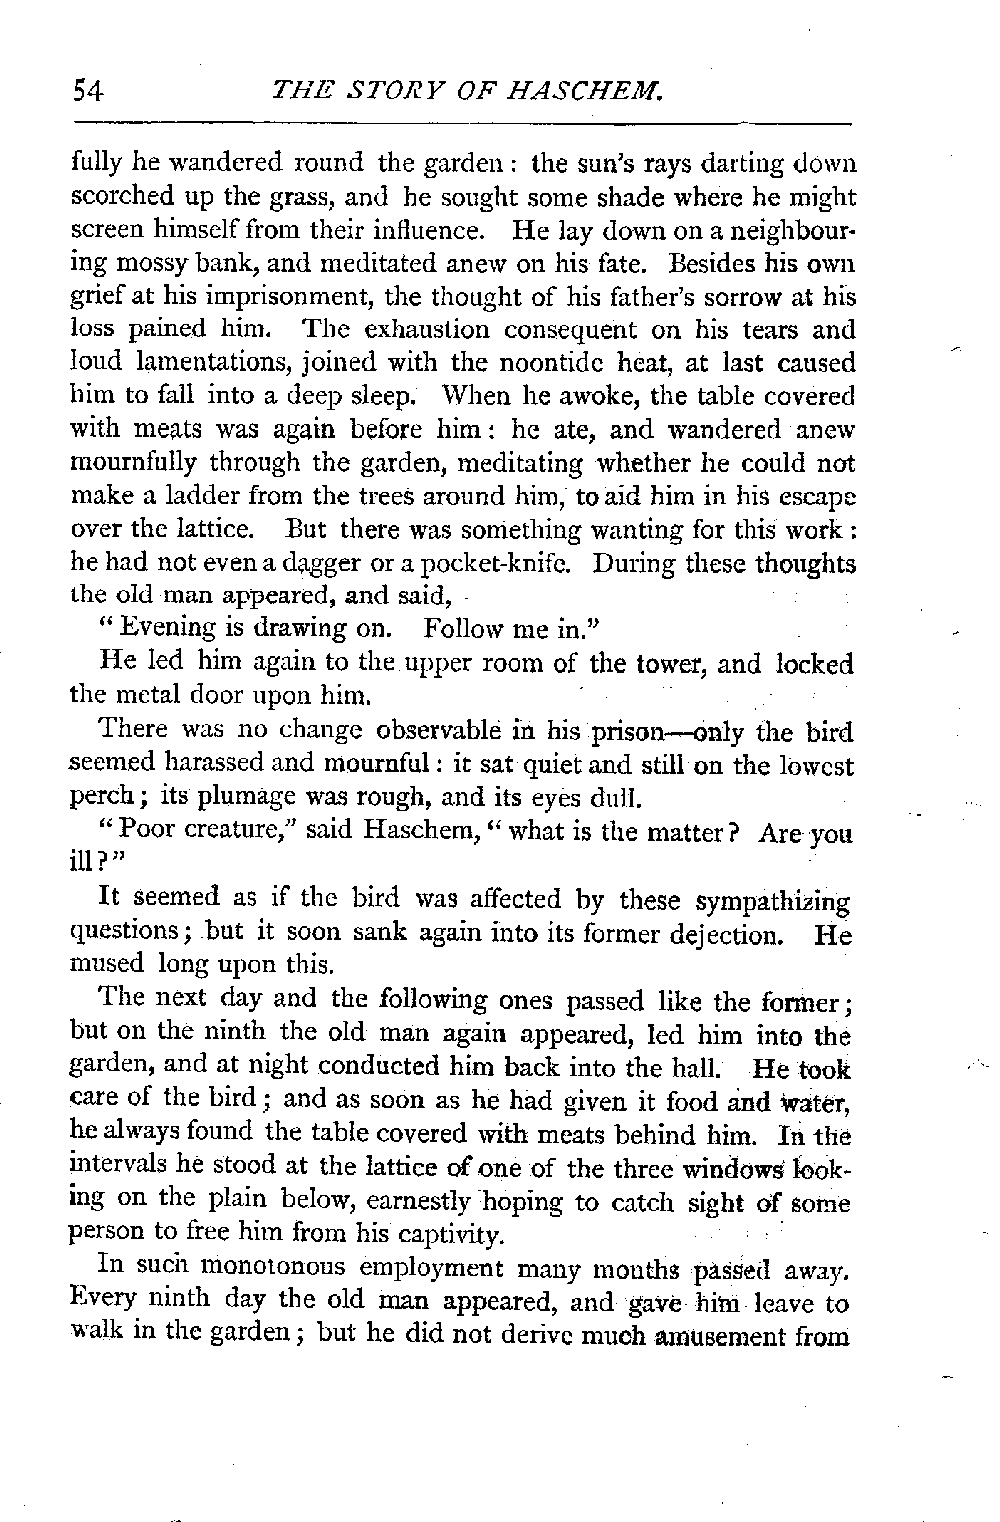 54 THE STORY OF HASCHEM.
fully he wandered round the garden : the sun's rays darting down
scorched up the grass, and he sought some shade where he might
screen himself from their influence. He lay down on a neighbour-
ing mossy bank, and meditated anew on his fate. Besides his own
grief at his imprisonment, the thought of his father's sorrow at his
loss pained him. The exhaustion consequent on his tears and
loud lamentations, joined with the noontide heat, at last caused
him to fall into a deep sleep. When he awoke, the table covered
with meats was again before him : he ate, and wandered anew
mournfully through the garden, meditating whether he could not
make a ladder from the trees around him, to aid him in his escape
over the lattice. But there was something wanting for this work :
he had not even a dagger or a pocket-knife. During these thoughts
the old man appeared, and said,
“ Evening is drawing on. Follow me in.”
He led him again to the upper room of the tower, and locked
the metal door upon him.
There was no change observable in his prison—only the bird
seemed harassed and mournful : it sat quiet and still on the lowest
perch ; its plumage was rough, and its eyes dull.
“ Poor creature,” said Haschem, “ what is the matter ? Are you
ill ? ”
It seemed as if the bird was affected by these sympathizing
questions ; but it soon sank again into its former dejection. He
mused long upon this.
The next day and the following ones passed like the former ;
but on the ninth the old man again appeared, led him into the
garden, and at night conducted him back into the hall. He took
care of the bird ; and as soon as he had given it food and water,
he always found the table covered with meats behind him. In the
intervals he stood at the lattice of one of the three windows look-
ing on the plain below, earnestly hoping to catch sight of some
person to free him from his captivity.
In such monotonous employment many months passed away.
Every ninth day the old man appeared, and gave him leave to
walk in the garden ; but he did not derive much amusement from